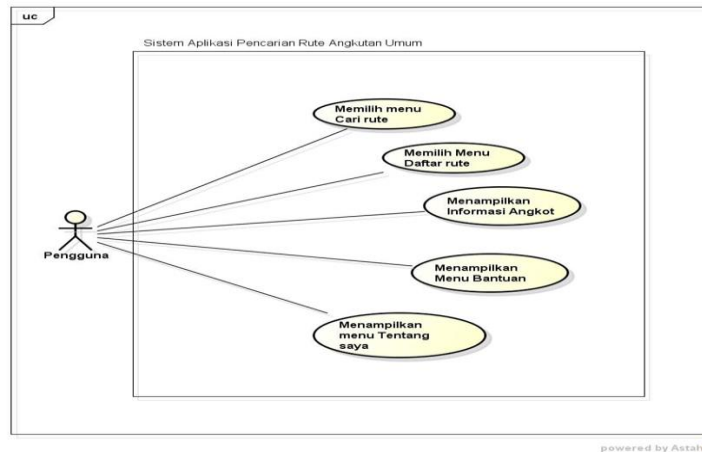 uc
Sistem Aplikasi Pencarian Rute Angkutan Umum
Memilih menu
Cari rute
Memilih Menu
Daftar rute
Menampilkan
Informasi Angkot
Pengguna
Menampilkan
Menu Bantuan
Menampilkan
menu Tentang
saya
powered by Astah